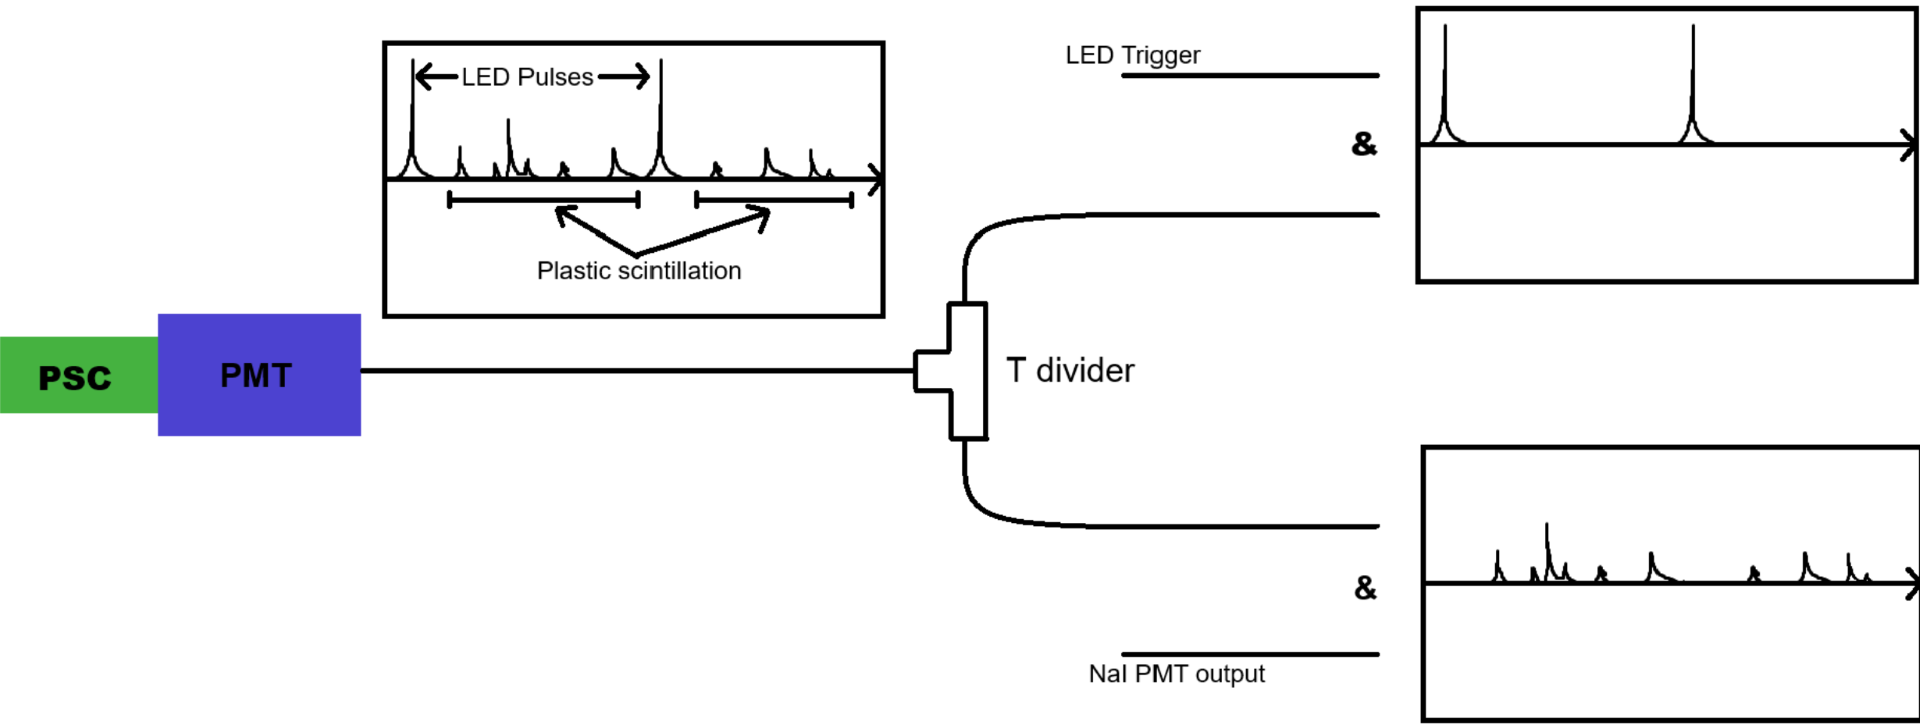 LED Pulses
Plastic scintillation
PSC
PMT
T divider
LED Trigger
&
&
NaI PMT output